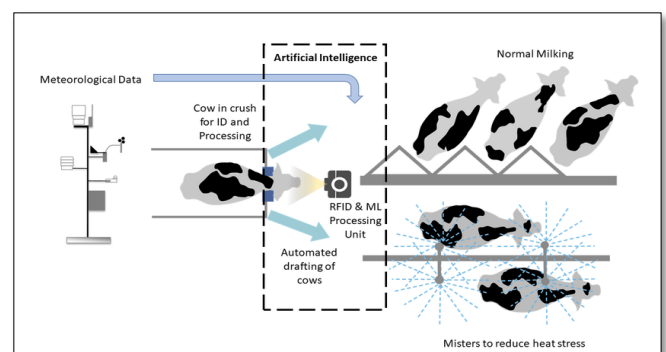 Artificial Intelligence
Normal Milking
Meteorological Data
Cow in crush
for ID and
Processing
RFID & ML
Processing
Unit
Automated
drafting of
cows
Misters to reduce heat stress